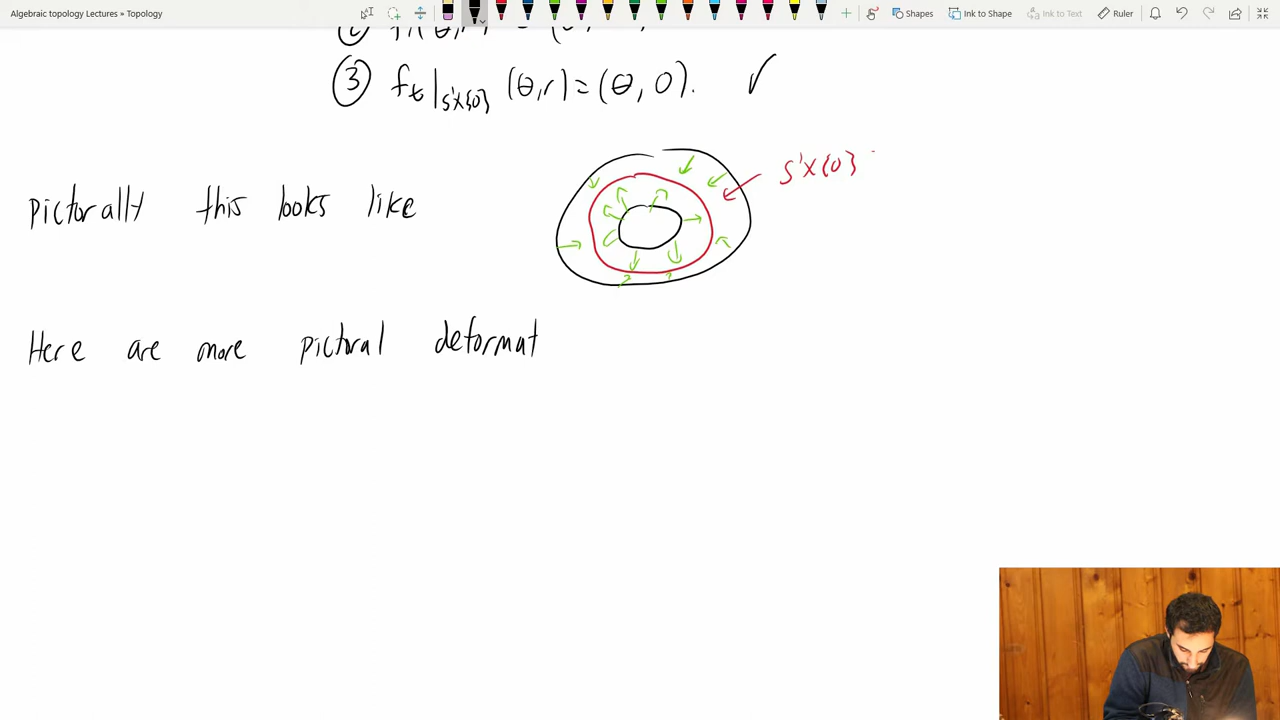 Algebraic topology Lectures » Topology
Shapes
Ink to Shape
Ink to Text
Ruler
③ f_t|_{S¹×{0}} (θ,r)=(θ, 0). ✓
S¹×{0}
pictorally this looks like
Here are more pictoral deformat